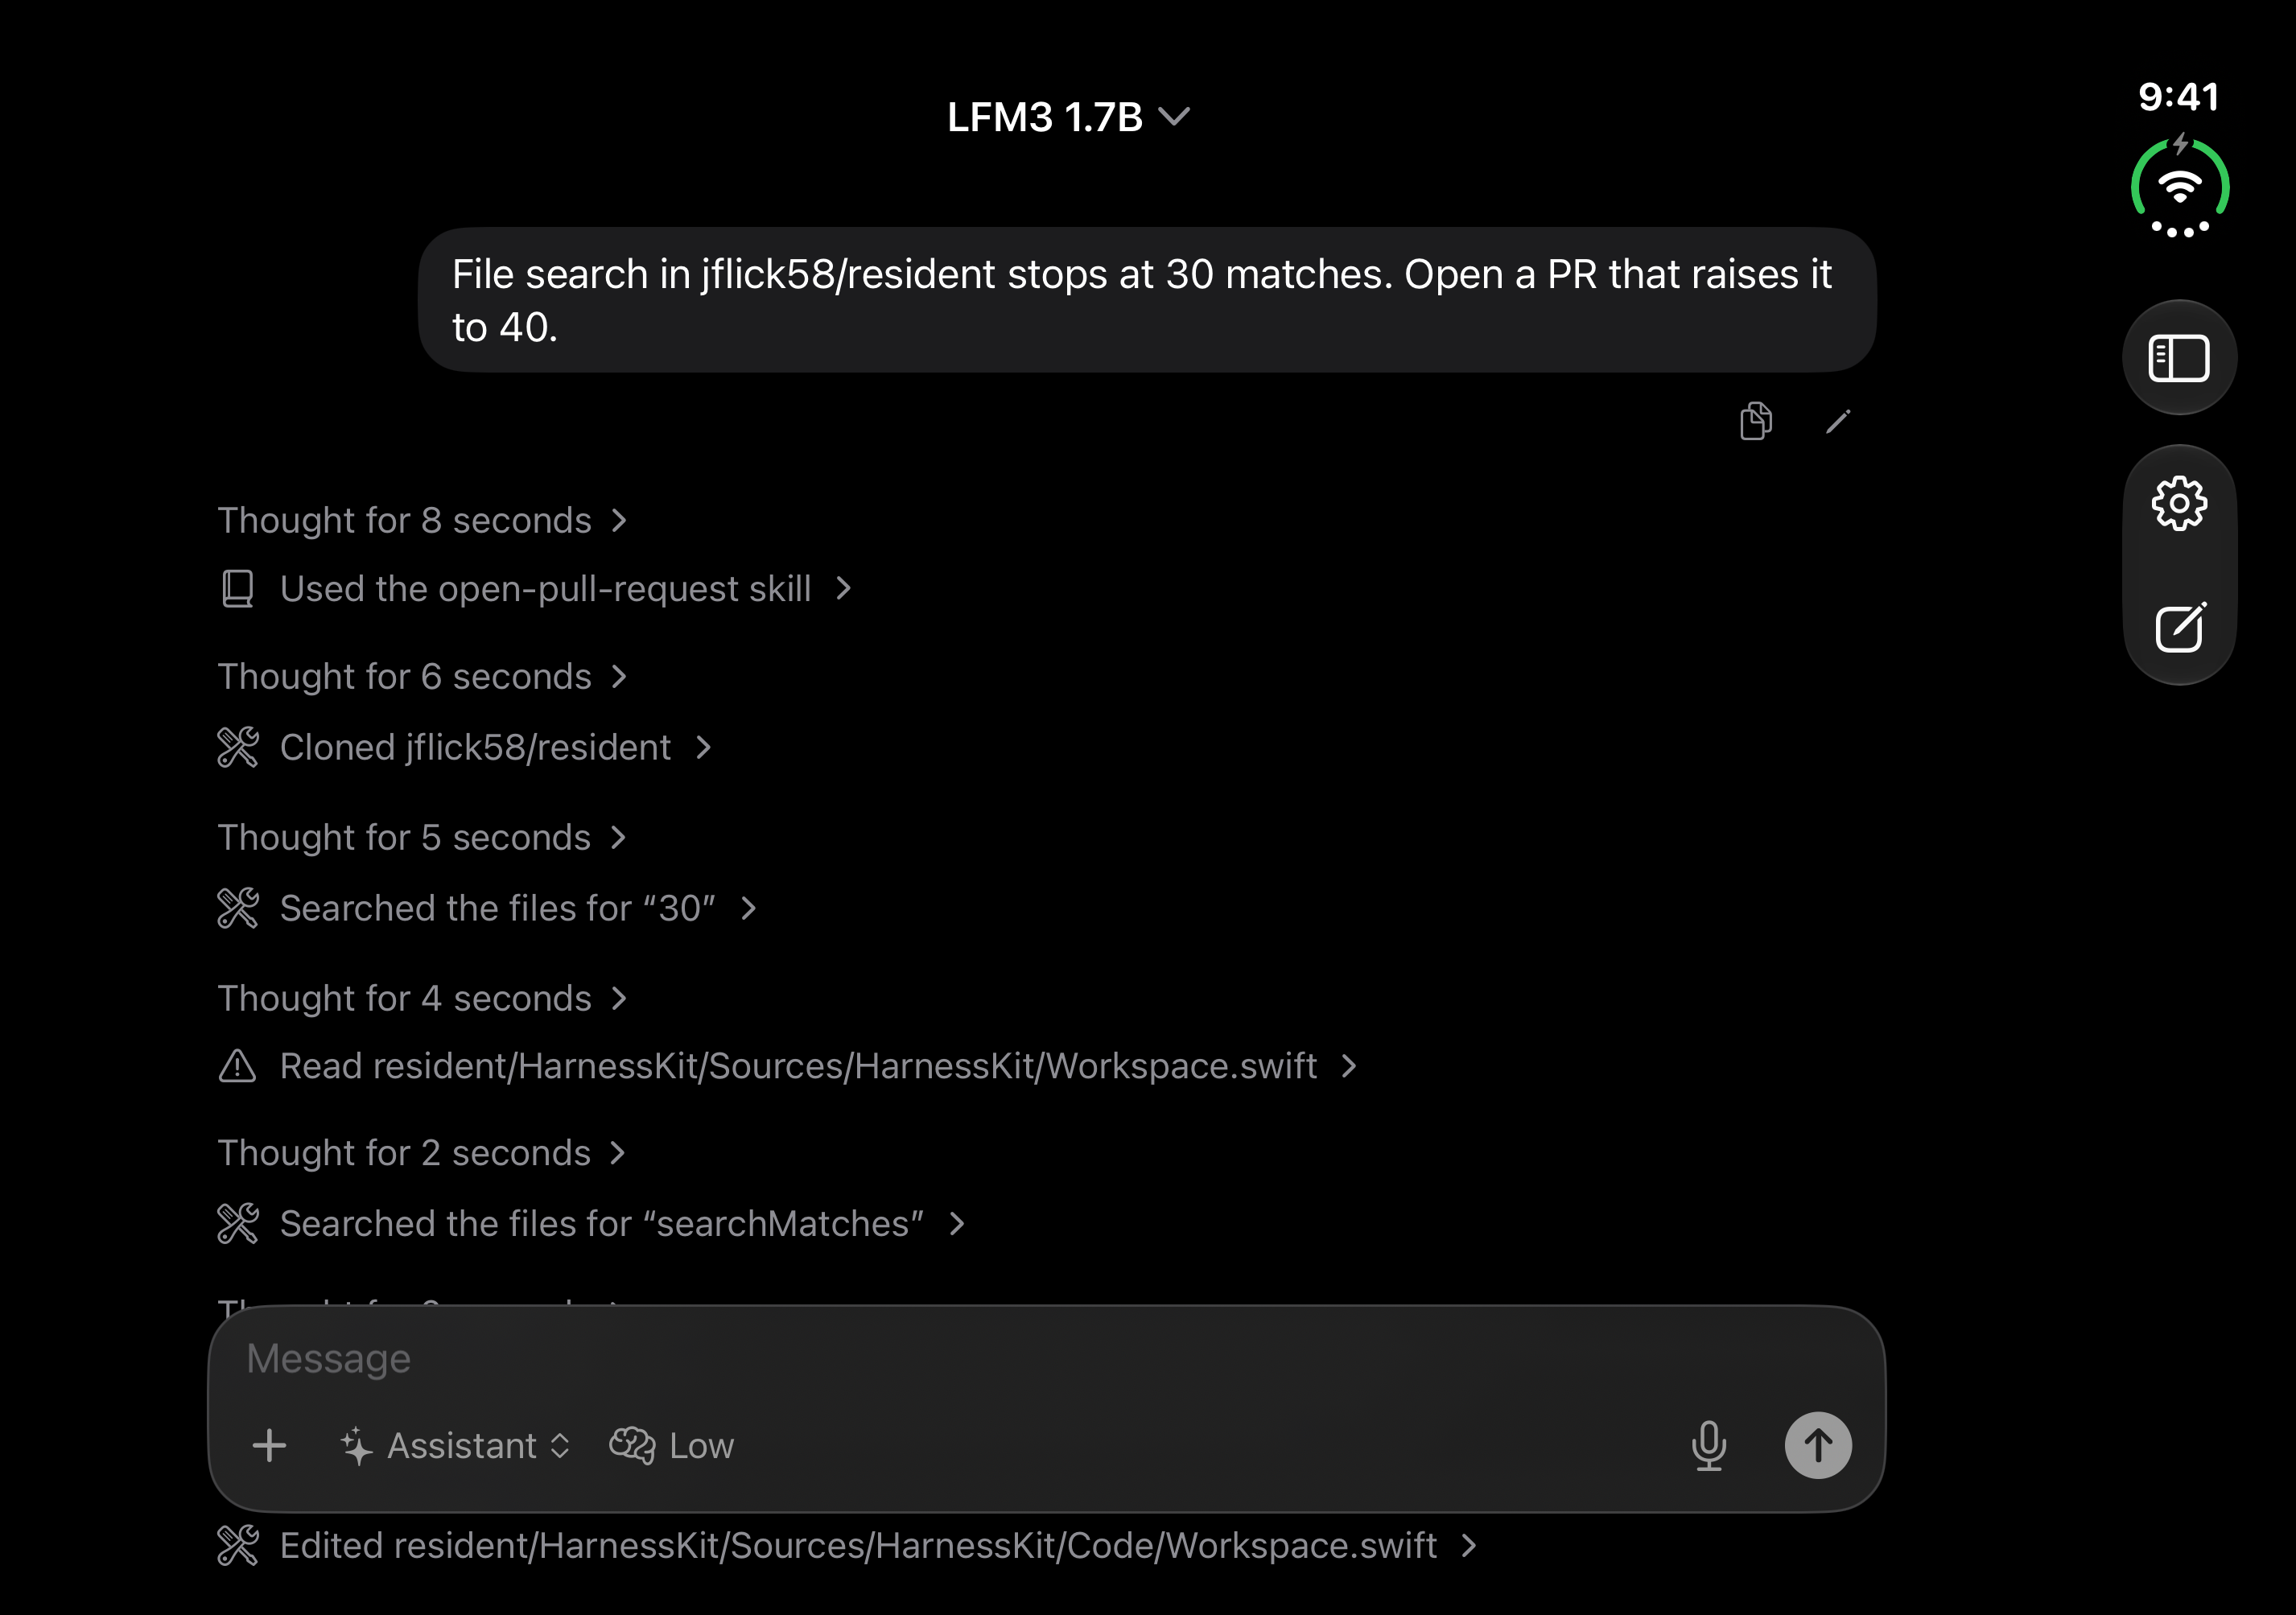 LFM3 1.7B
9:41
File search in jflick58/resident stops at 30 matches. Open a PR that raises it
to 40.
Thought for 8 seconds
Used the open-pull-request skill
Thought for 6 seconds
Cloned jflick58/resident
Thought for 5 seconds
Searched the files for “30”
Thought for 4 seconds
Read resident/HarnessKit/Sources/HarnessKit/Workspace.swift
Thought for 2 seconds
Searched the files for “searchMatches”
Message
Assistant
Low
Edited resident/HarnessKit/Sources/HarnessKit/Code/Workspace.swift